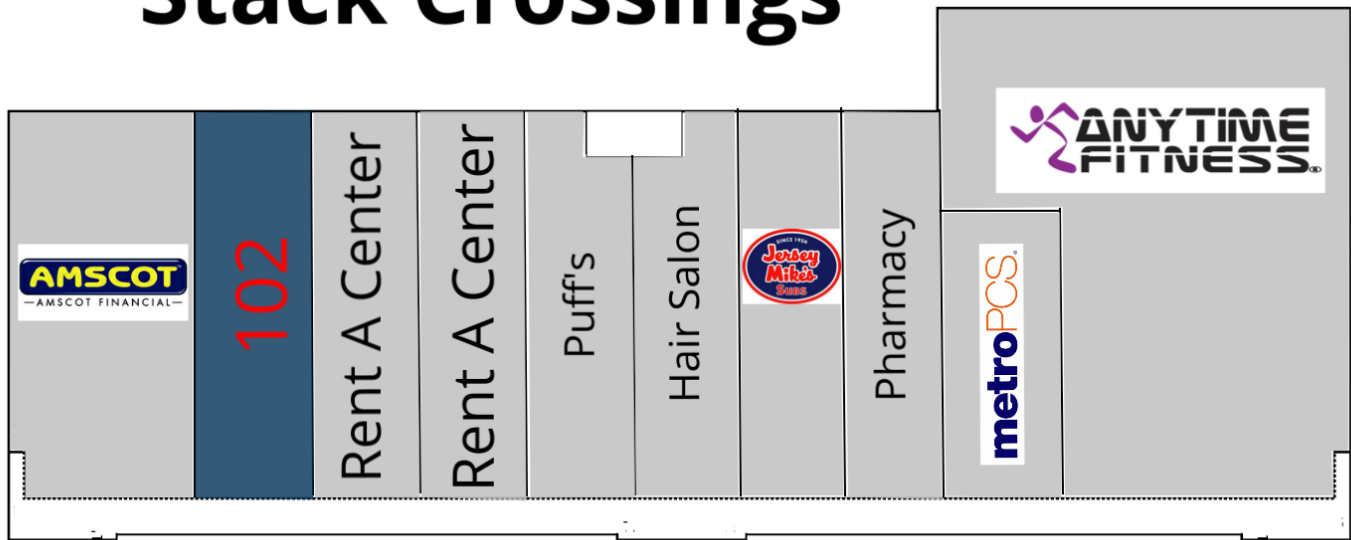 Stack Crossings
AMSCOT
AMSCOT FINANCIAL
102
Rent A Center
Rent A Center
Puff's
Hair Salon
SINCE 1956
Jersey
Mike's
SUBS
Pharmacy
metroPCS.
ANYTIME
FITNESS®